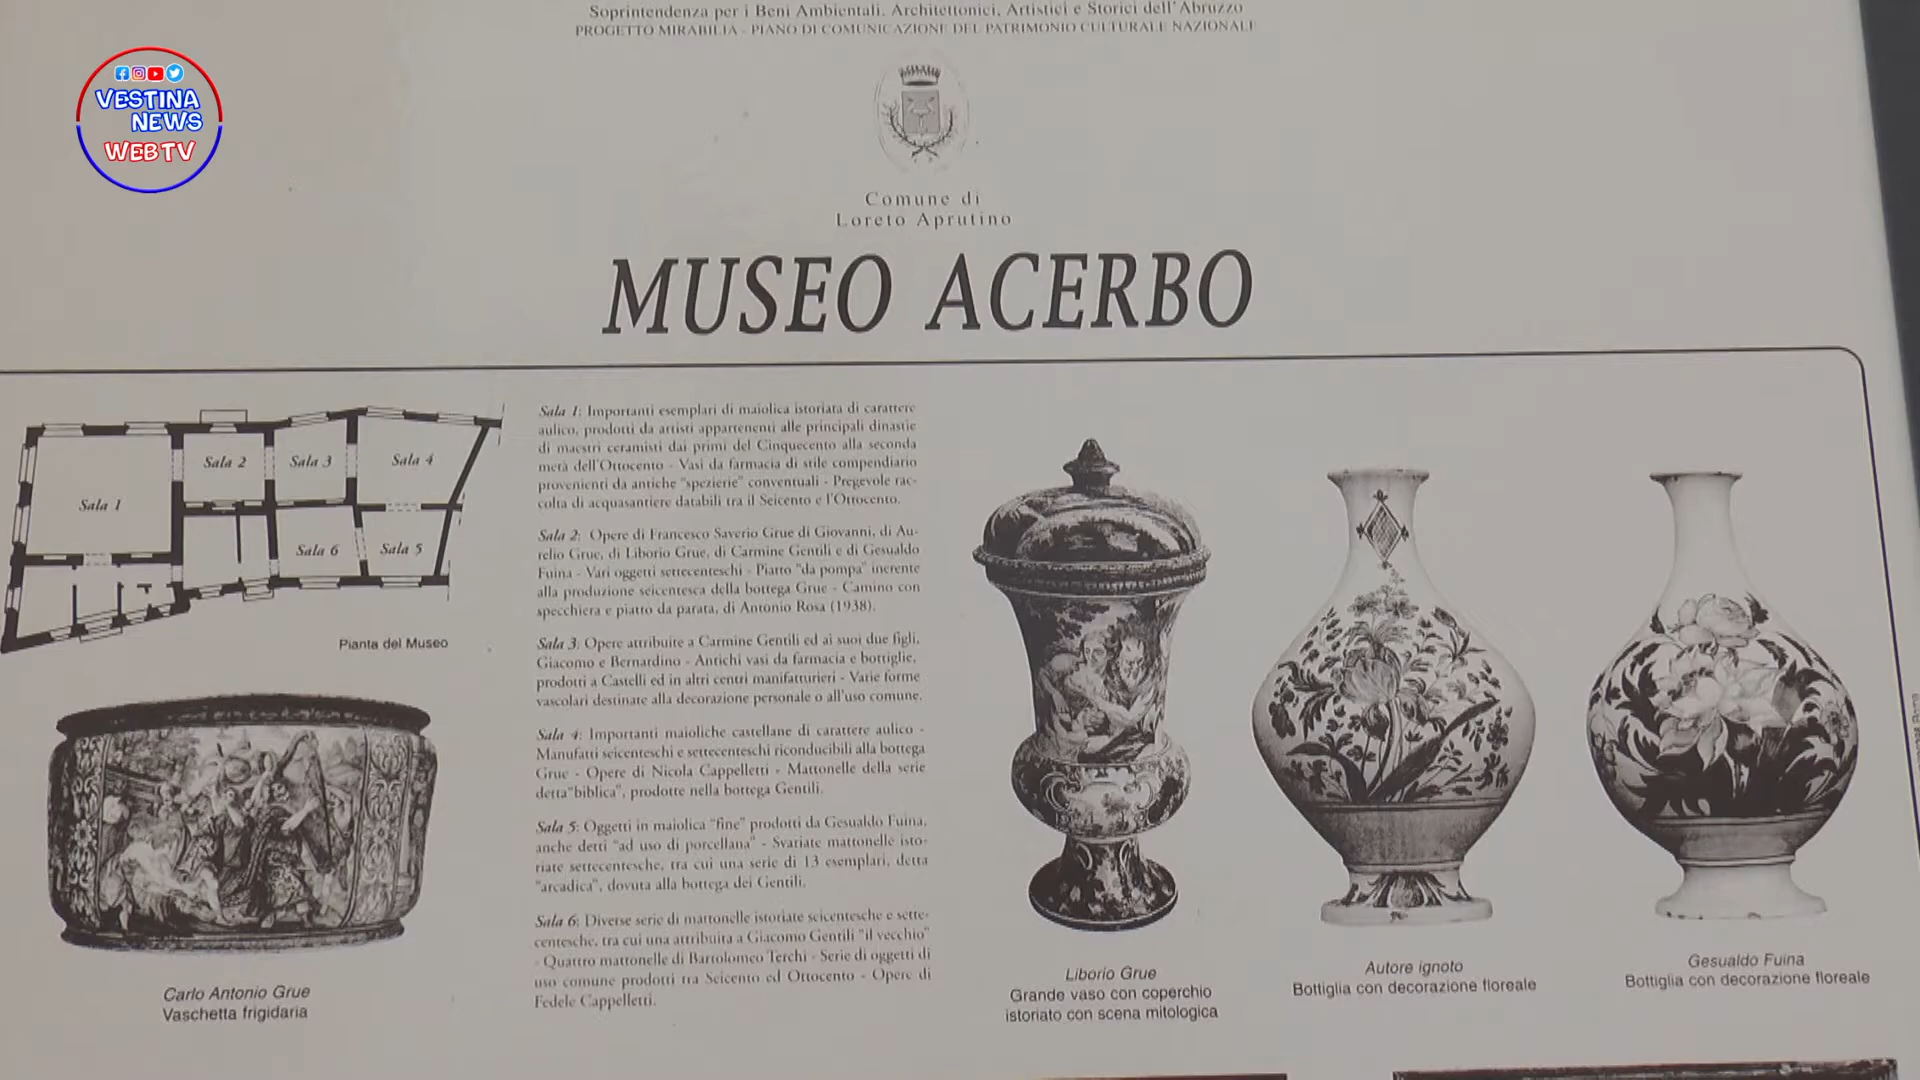 Soprintendenza per i Beni Ambientali, Architettonici, Artistici e Storici dell'Abruzzo
PROGETTO MIRABILIA - PIANO DI COMUNICAZIONE DEL PATRIMONIO CULTURALE NAZIONALE
VESTINA
NEWS
WEB TV
Comune di
Loreto Aprutino
MUSEO ACERBO
Sala 1
Sala 2
Sala 3
Sala 4
Sala 6
Sala 5
Pianta del Museo
Carlo Antonio Grue
Vaschetta frigidaria
Sala 1: Importanti esemplari di maiolica istoriata di carattere
aulico, prodotti da artisti appartenenti alle principali dinastie
di maestri ceramisti dai primi del Cinquecento alla seconda
metà dell'Ottocento - Vasi da farmacia di stile compendiario
provenienti da antiche "spezierie" conventuali - Pregevole rac-
colta di acquasantiere databili tra il Seicento e l'Ottocento.
Sala 2: Opere di Francesco Saverio Grue di Giovanni, di Au-
relio Grue, di Liborio Grue, di Carmine Gentili e di Gesualdo
Fuina - Vari oggetti settecenteschi - Piatto "da pompa" inerente
alla produzione seicentesca della bottega Grue - Camino con
specchiera e piatto da parata, di Antonio Rosa (1938).
Sala 3: Opere attribuite a Carmine Gentili ed ai suoi due figli,
Giacomo e Bernardino - Antichi vasi da farmacia e bottiglie,
prodotti a Castelli ed in altri centri manifatturieri - Varie forme
vascolari destinate alla decorazione personale o all'uso comune.
Sala 4: Importanti maioliche castellane di carattere aulico -
Manufatti seicenteschi e settecenteschi riconducibili alla bottega
Grue - Opere di Nicola Cappelletti - Mattonelle della serie
detta"biblica", prodotte nella bottega Gentili.
Sala 5: Oggetti in maiolica "fine" prodotti da Gesualdo Fuina,
anche detti "ad uso di porcellana" - Svariate mattonelle isto-
riate settecentesche, tra cui una serie di 13 esemplari, detta
"arcadica", dovuta alla bottega dei Gentili.
Sala 6: Diverse serie di mattonelle istoriate seicentesche e sette-
centesche, tra cui una attribuita a Giacomo Gentili "il vecchio"
- Quattro mattonelle di Bartolomeo Terchi - Serie di oggetti di
uso comune prodotti tra Seicento ed Ottocento - Opere di
Fedele Cappelletti.
Liborio Grue
Grande vaso con coperchio
istoriato con scena mitologica
Autore ignoto
Bottiglia con decorazione floreale
Gesualdo Fuina
Bottiglia con decorazione floreale